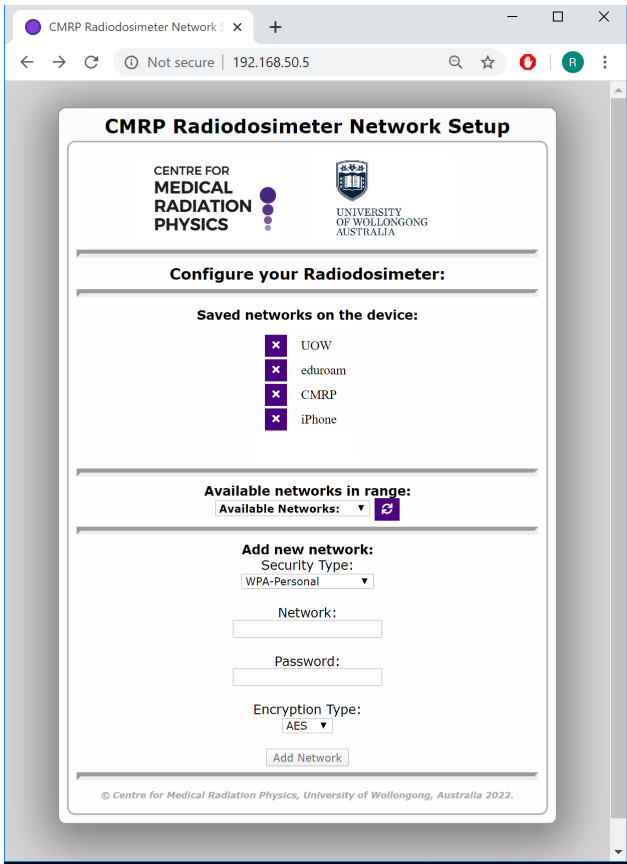 CMRP Radiodosimeter Network S
Not secure | 192.168.50.5
R
CMRP Radiodosimeter Network Setup
CENTRE FOR
MEDICAL
RADIATION
PHYSICS
UNIVERSITY
OF WOLLONGONG
AUSTRALIA
Configure your Radiodosimeter:
Saved networks on the device:
UOW
eduroam
CMRP
iPhone
Available networks in range:
Available Networks:
Add new network:
Security Type:
WPA-Personal
Network:
Password:
Encryption Type:
AES
Add Network
© Centre for Medical Radiation Physics, University of Wollongong, Australia 2022.